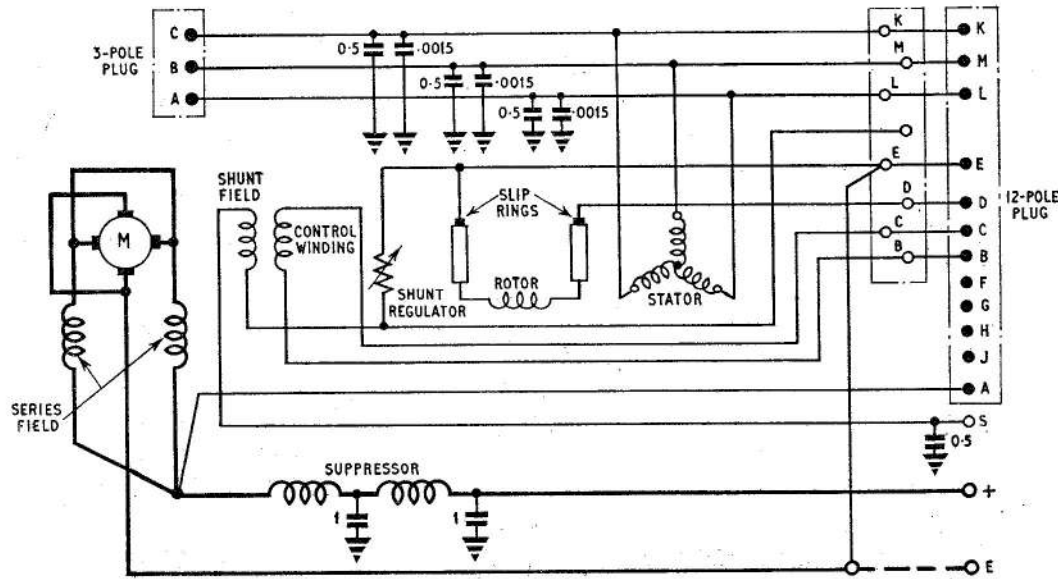 3-POLE
PLUG
C
B
A
0·5
·0015
0·5
·0015
0·5
·0015
K
M
L
E
D
C
B
K
M
L
E
D
C
B
F
G
H
J
A
12-POLE
PLUG
SHUNT
FIELD
CONTROL
WINDING
SLIP
RINGS
SHUNT
REGULATOR
ROTOR
STATOR
M
SERIES
FIELD
S
0·5
SUPPRESSOR
1
1
+
E